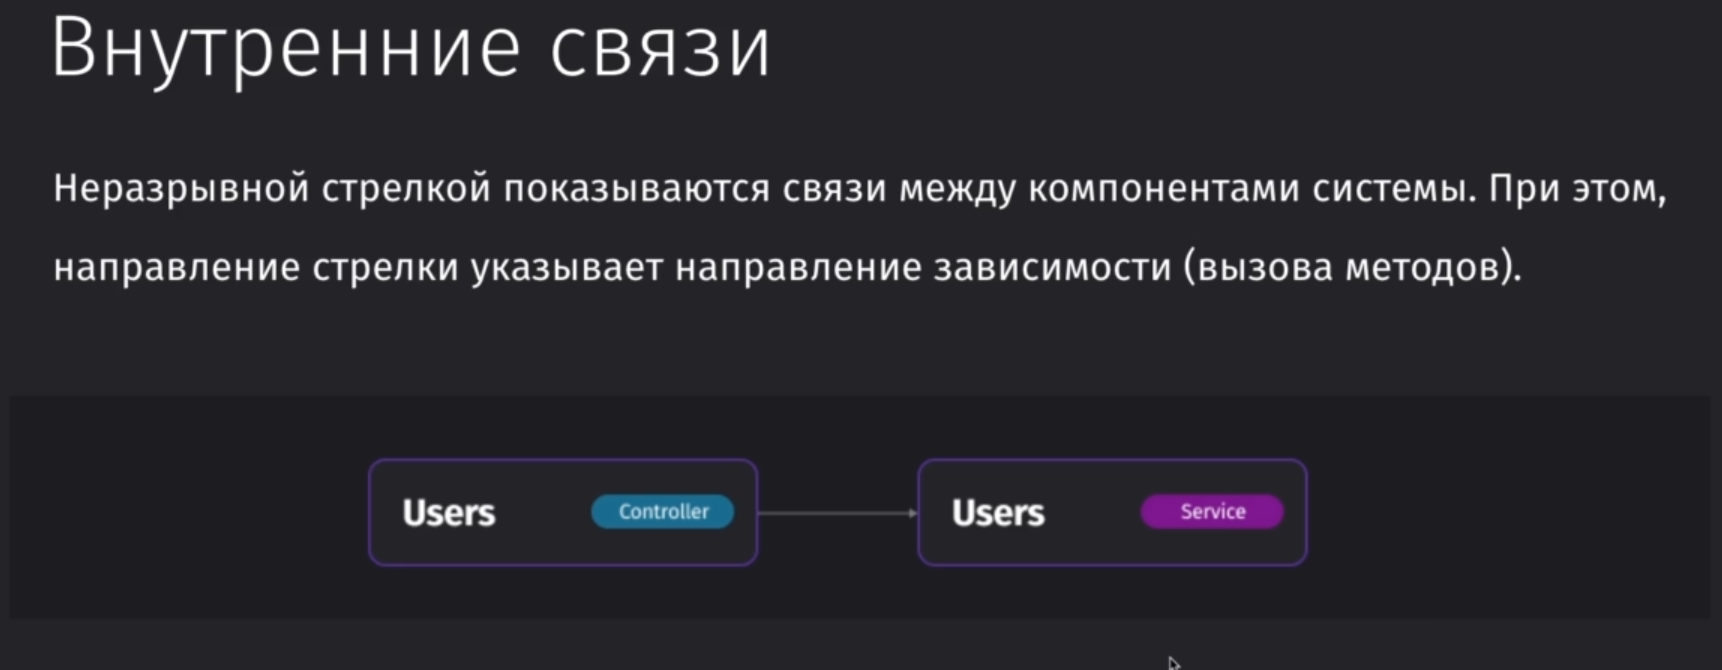 Внутренние связи
Неразрывной стрелкой показываются связи между компонентами системы. При этом,
направление стрелки указывает направление зависимости (вызова методов).
Users Controller Users Service